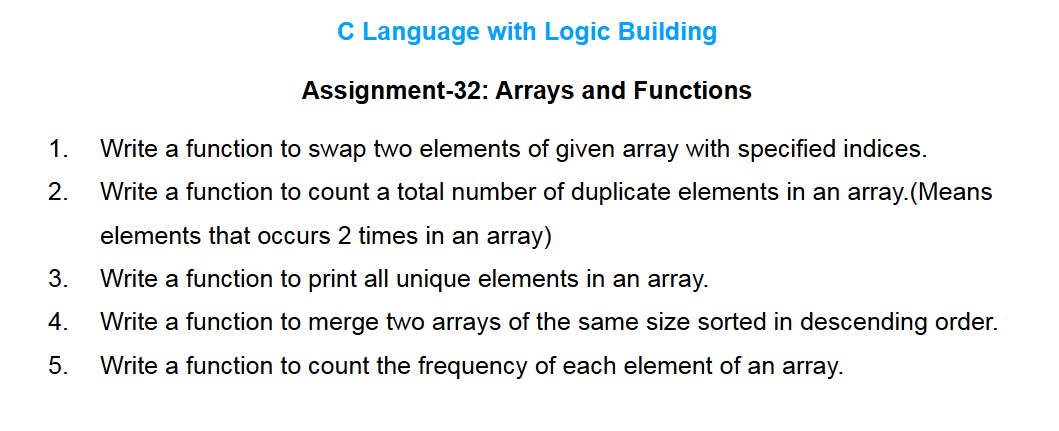 C Language with Logic Building
Assignment-32: Arrays and Functions
1. Write a function to swap two elements of given array with specified indices.
2. Write a function to count a total number of duplicate elements in an array.(Means
elements that occurs 2 times in an array)
3. Write a function to print all unique elements in an array.
4. Write a function to merge two arrays of the same size sorted in descending order.
5. Write a function to count the frequency of each element of an array.